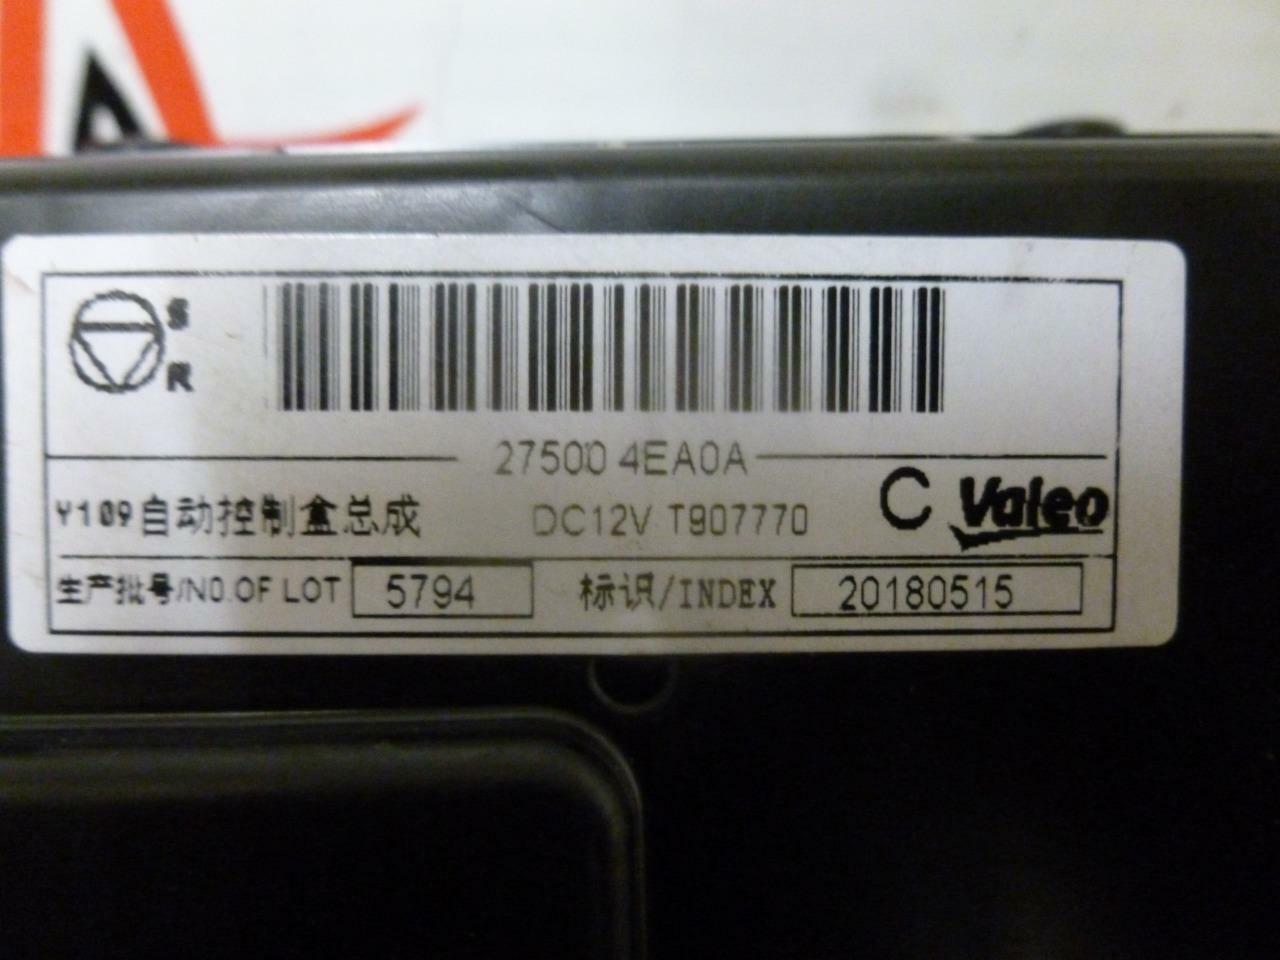 S
R
27500 4EA0A
Y109自动控制盒总成 DC12V T907770 C Valeo
生产批号/NO.OF LOT 5794 标识/INDEX 20180515